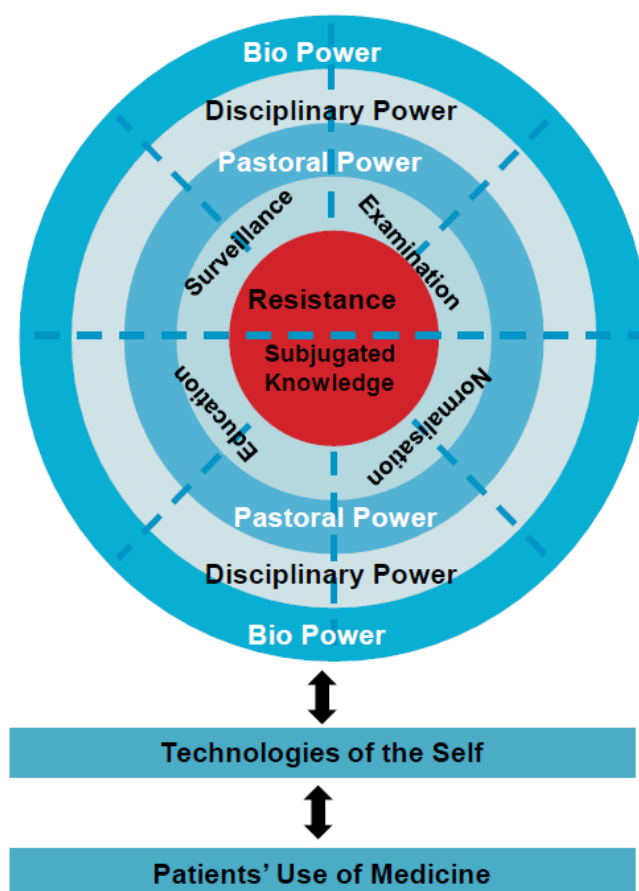 Bio Power
Disciplinary Power
Pastoral Power
Surveillance
Examination
Resistance
Subjugated
Knowledge
Education
Normalisation
Pastoral Power
Disciplinary Power
Bio Power
Technologies of the Self
Patients' Use of Medicine